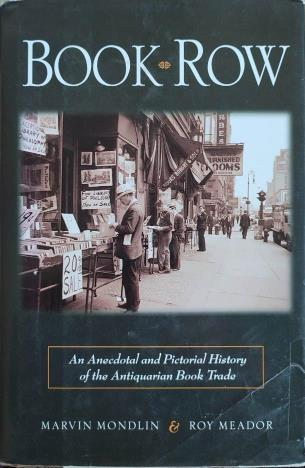 BOOK ROW
FURNISHED
ROOMS
20¢
SALE
An Anecdotal and Pictorial History
of the Antiquarian Book Trade
MARVIN MONDLIN & ROY MEADOR